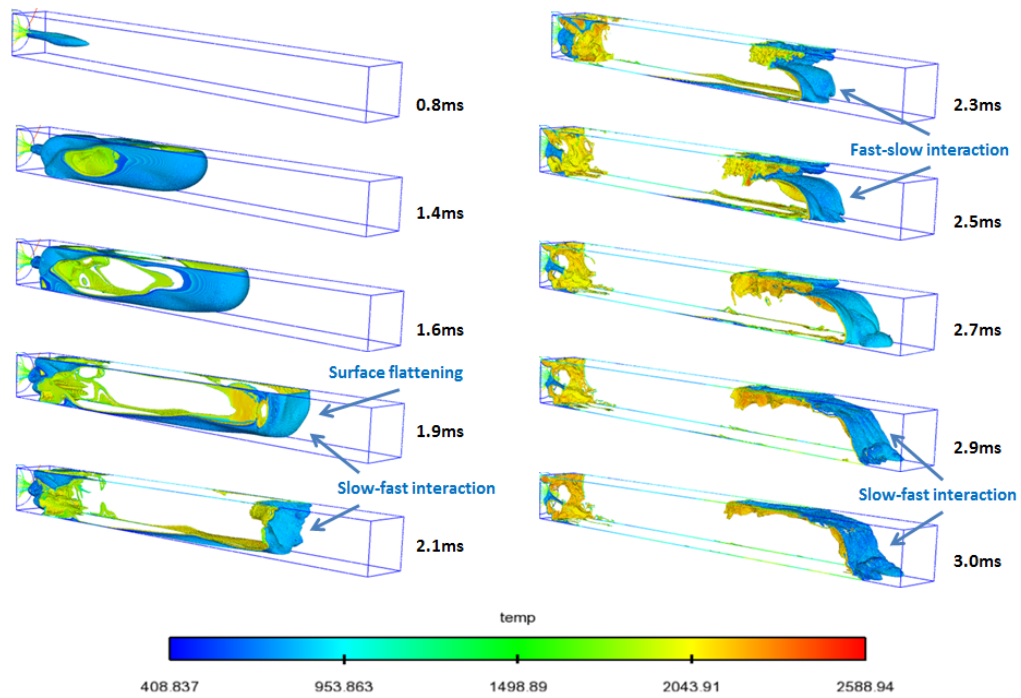 0.8ms
1.4ms
1.6ms
Surface flattening
1.9ms
Slow-fast interaction
2.1ms
2.3ms
Fast-slow interaction
2.5ms
2.7ms
2.9ms
Slow-fast interaction
3.0ms
temp
408.837 953.863 1498.89 2043.91 2588.94